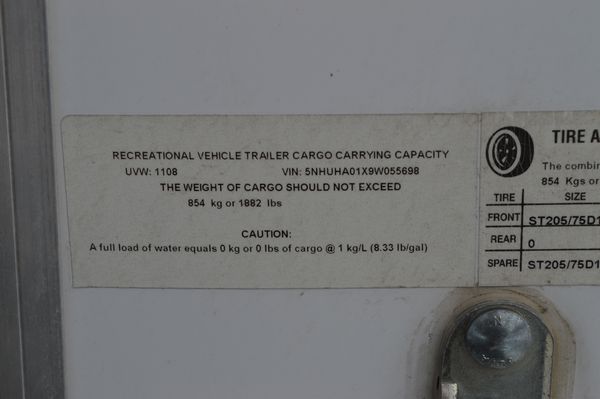 RECREATIONAL VEHICLE TRAILER CARGO CARRYING CAPACITY
UVW: 1108 VIN: 5NHUHA01X9W055698
THE WEIGHT OF CARGO SHOULD NOT EXCEED
854 kg or 1882 lbs
CAUTION:
A full load of water equals 0 kg or 0 lbs of cargo @ 1 kg/L (8.33 lb/gal)
TIRE A
The combin
854 Kgs or
TIRE SIZE
FRONT ST205/75D1
REAR 0
SPARE ST205/75D1